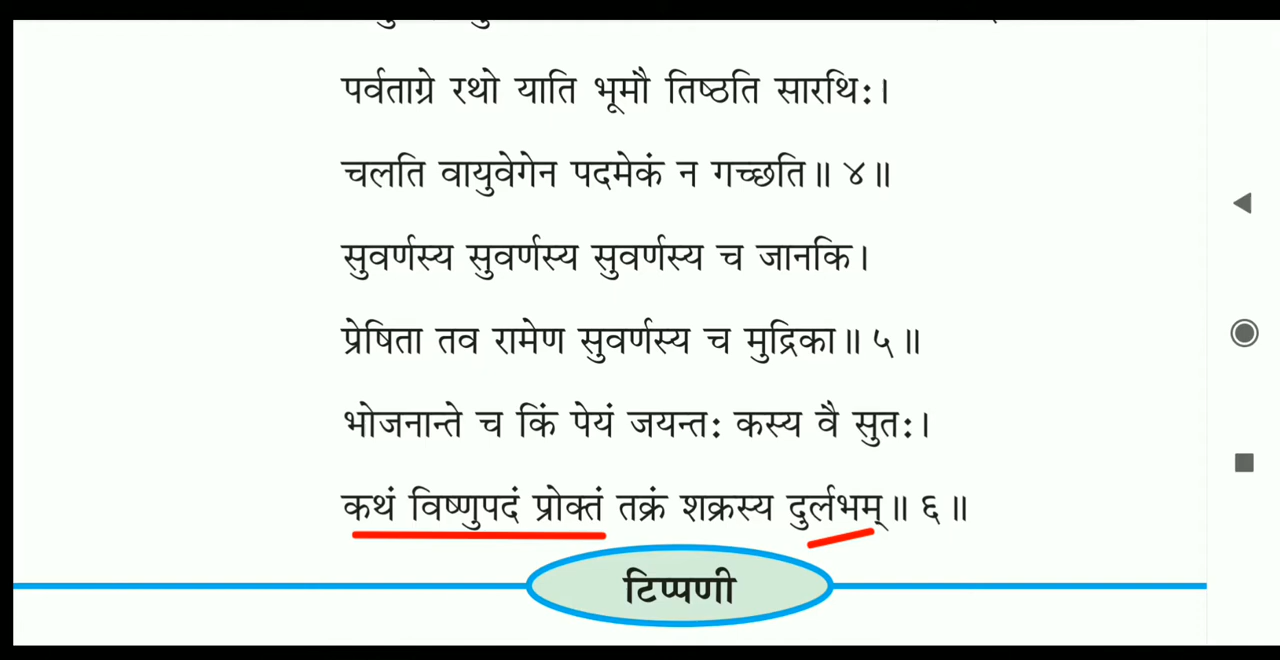 पर्वताग्रे रथो याति भूमौ तिष्ठति सारथिः।
चलति वायुवेगेन पदमेकं न गच्छति॥ ४॥
सुवर्णस्य सुवर्णस्य सुवर्णस्य च जानकि।
प्रेषिता तव रामेण सुवर्णस्य च मुद्रिका॥ ५॥
भोजनान्ते च किं पेयं जयन्तः कस्य वै सुतः।
कथं विष्णुपदं प्रोक्तं तक्रं शक्रस्य दुर्लभम्॥ ६॥
टिप्पणी